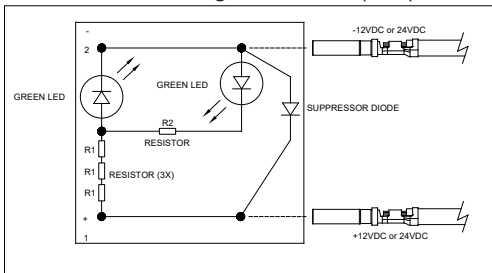 -
2
-12VDC or 24VDC
GREEN LED
GREEN LED
SUPPRESSOR DIODE
R2
RESISTOR
R1
R1
RESISTOR (3X)
R1
+
1
+12VDC or 24VDC